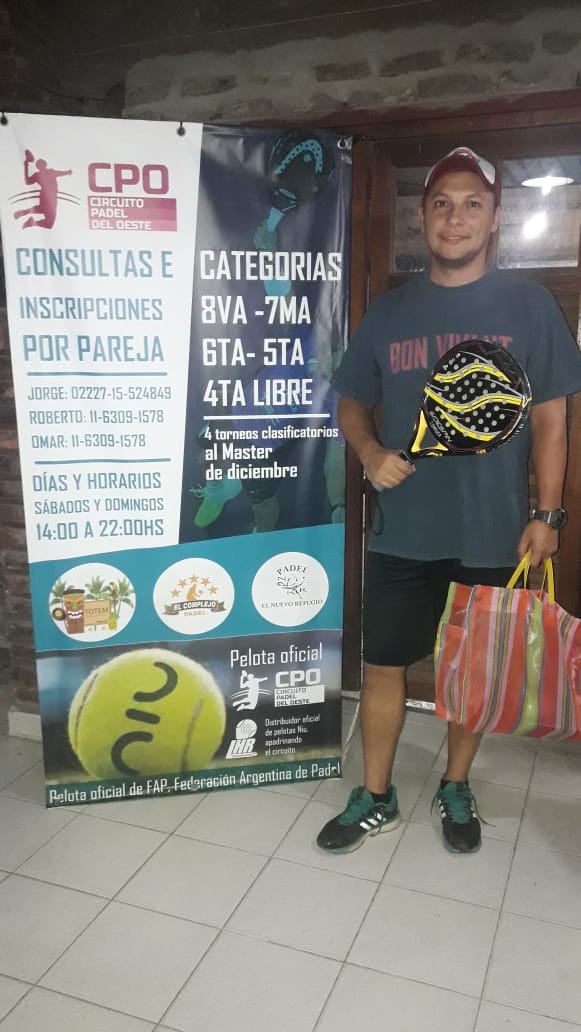 CPO
CIRCUITO
PADEL
DEL OESTE
CONSULTAS E
INSCRIPCIONES
POR PAREJA
JORGE: 02227-15-524849
ROBERTO: 11-6309-1578
OMAR: 11-6309-1578
DÍAS Y HORARIOS
SÁBADOS Y DOMINGOS
14:00 A 22:00HS
CATEGORIAS
8VA -7MA
6TA- 5TA
4TA LIBRE
4 torneos clasificatorios
al Master
de diciembre
TOTEM
EL COMPLEJO
PADEL
PADEL
EL NUEVO REFUGIO
Pelota oficial
CPO
CIRCUITO
PADEL
DEL OESTE
IHR
Distribuidor oficial
de pelotas Niu,
apadrinando
el circuito
Pelota oficial de FAP. Federación Argentina de Padel
BON VIVANT